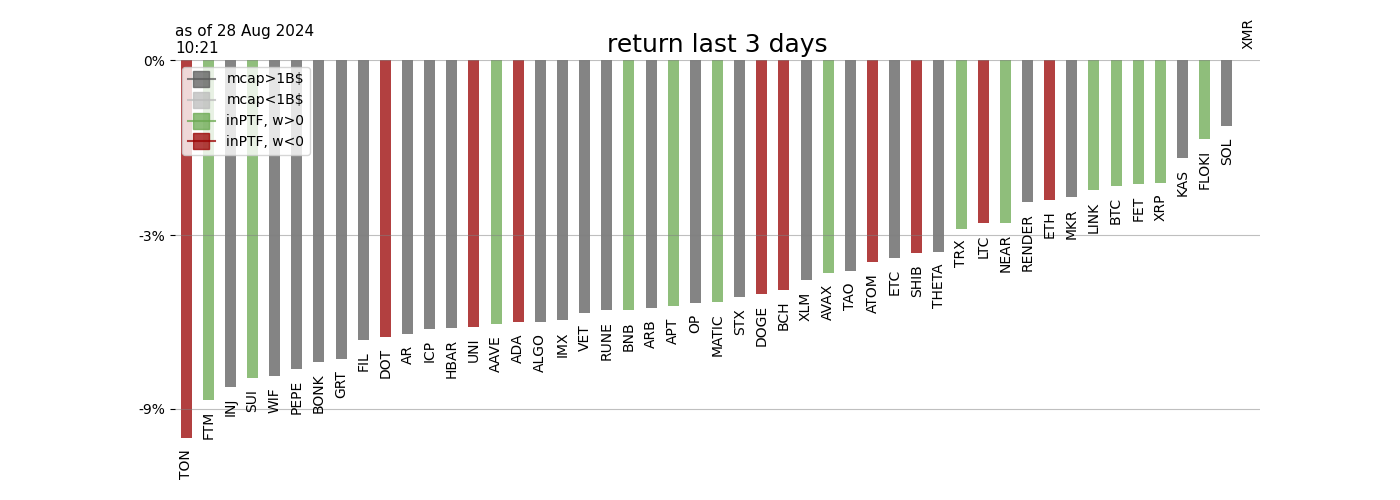 as of 28 Aug 2024
10:21
return last 3 days
XMR
0%
-3%
-9%
mcap>1B$
mcap<1B$
inPTF, w>0
inPTF, w<0
TON
FTM
INJ
SUI
WIF
PEPE
BONK
GRT
FIL
DOT
AR
ICP
HBAR
UNI
AAVE
ADA
ALGO
IMX
VET
RUNE
BNB
ARB
APT
OP
MATIC
STX
DOGE
BCH
XLM
AVAX
TAO
ATOM
ETC
SHIB
THETA
TRX
LTC
NEAR
RENDER
ETH
MKR
LINK
BTC
FET
XRP
KAS
FLOKI
SOL